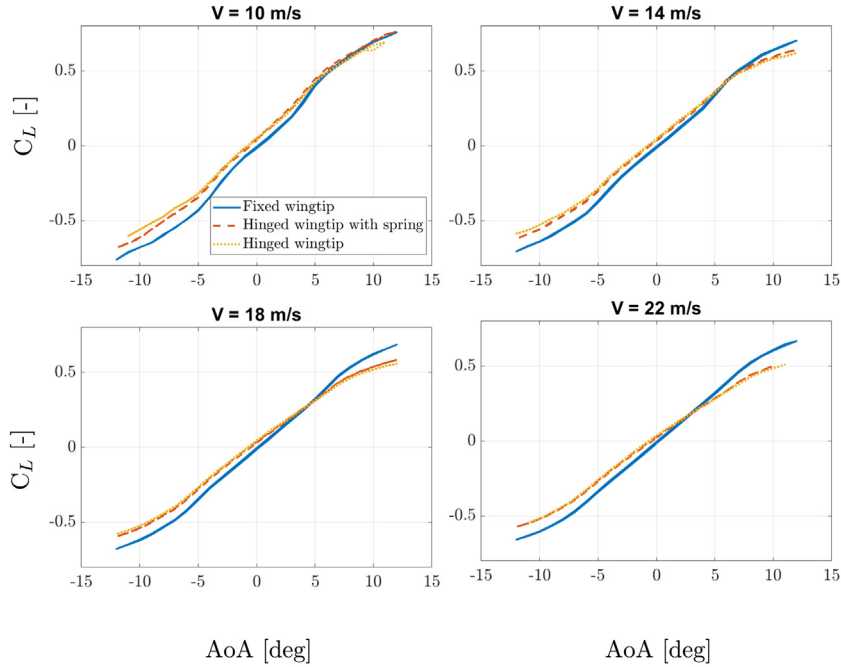 V = 10 m/s
C_L [-]
0.5
0
-0.5
-15 -10 -5 0 5 10 15
Fixed wingtip
Hinged wingtip with spring
Hinged wingtip
V = 14 m/s
0.5
0
-0.5
-15 -10 -5 0 5 10 15
V = 18 m/s
C_L [-]
0.5
0
-0.5
-15 -10 -5 0 5 10 15
AoA [deg]
V = 22 m/s
0.5
0
-0.5
-15 -10 -5 0 5 10 15
AoA [deg]